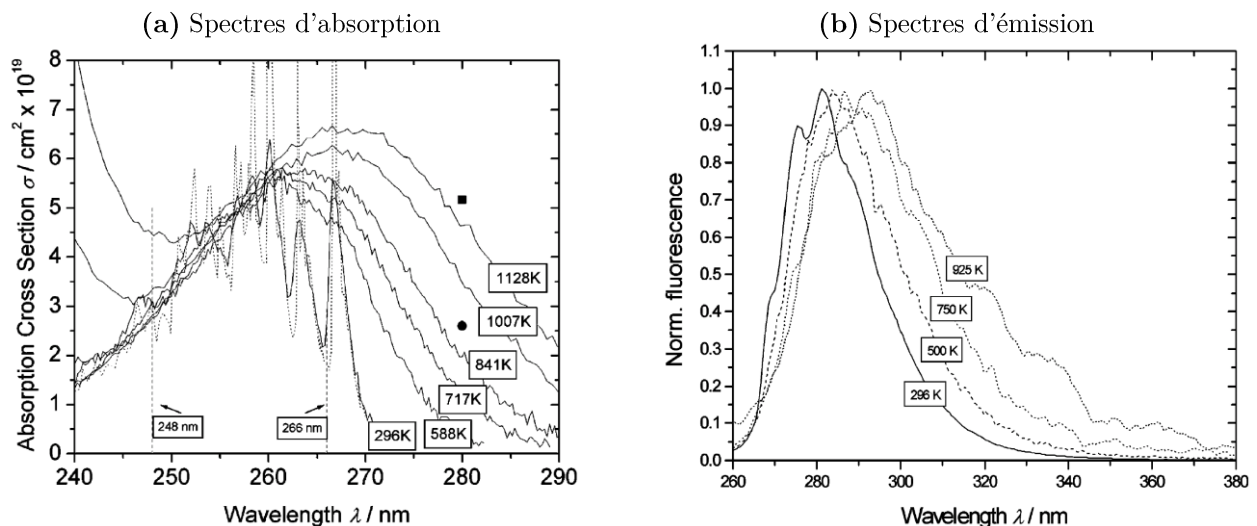 (a) Spectres d'absorption
8
7
6
5
4
3
2
1
0
Absorption Cross Section σ / cm² x 10¹⁹
1128K
1007K
841K
717K
588K
296K
248 nm
266 nm
240 250 260 270 280 290
Wavelength λ / nm
(b) Spectres d'émission
1.1
1.0
0.9
0.8
0.7
0.6
0.5
0.4
0.3
0.2
0.1
0.0
Norm. fluorescence
925 K
750 K
500 K
296 K
260 280 300 320 340 360 380
Wavelength λ / nm